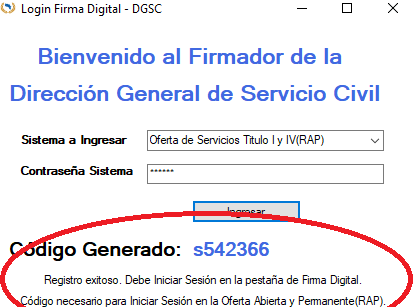 Login Firma Digital - DGSC
Bienvenido al Firmador de la
Dirección General de Servicio Civil
Sistema a Ingresar
Oferta de Servicios Titulo I y IV(RAP)
Contraseña Sistema
******
Ingresar
Código Generado: s542366
Registro exitoso. Debe Iniciar Sesión en la pestaña de Firma Digital.
Código necesario para Iniciar Sesión en la Oferta Abierta y Permanente(RAP).